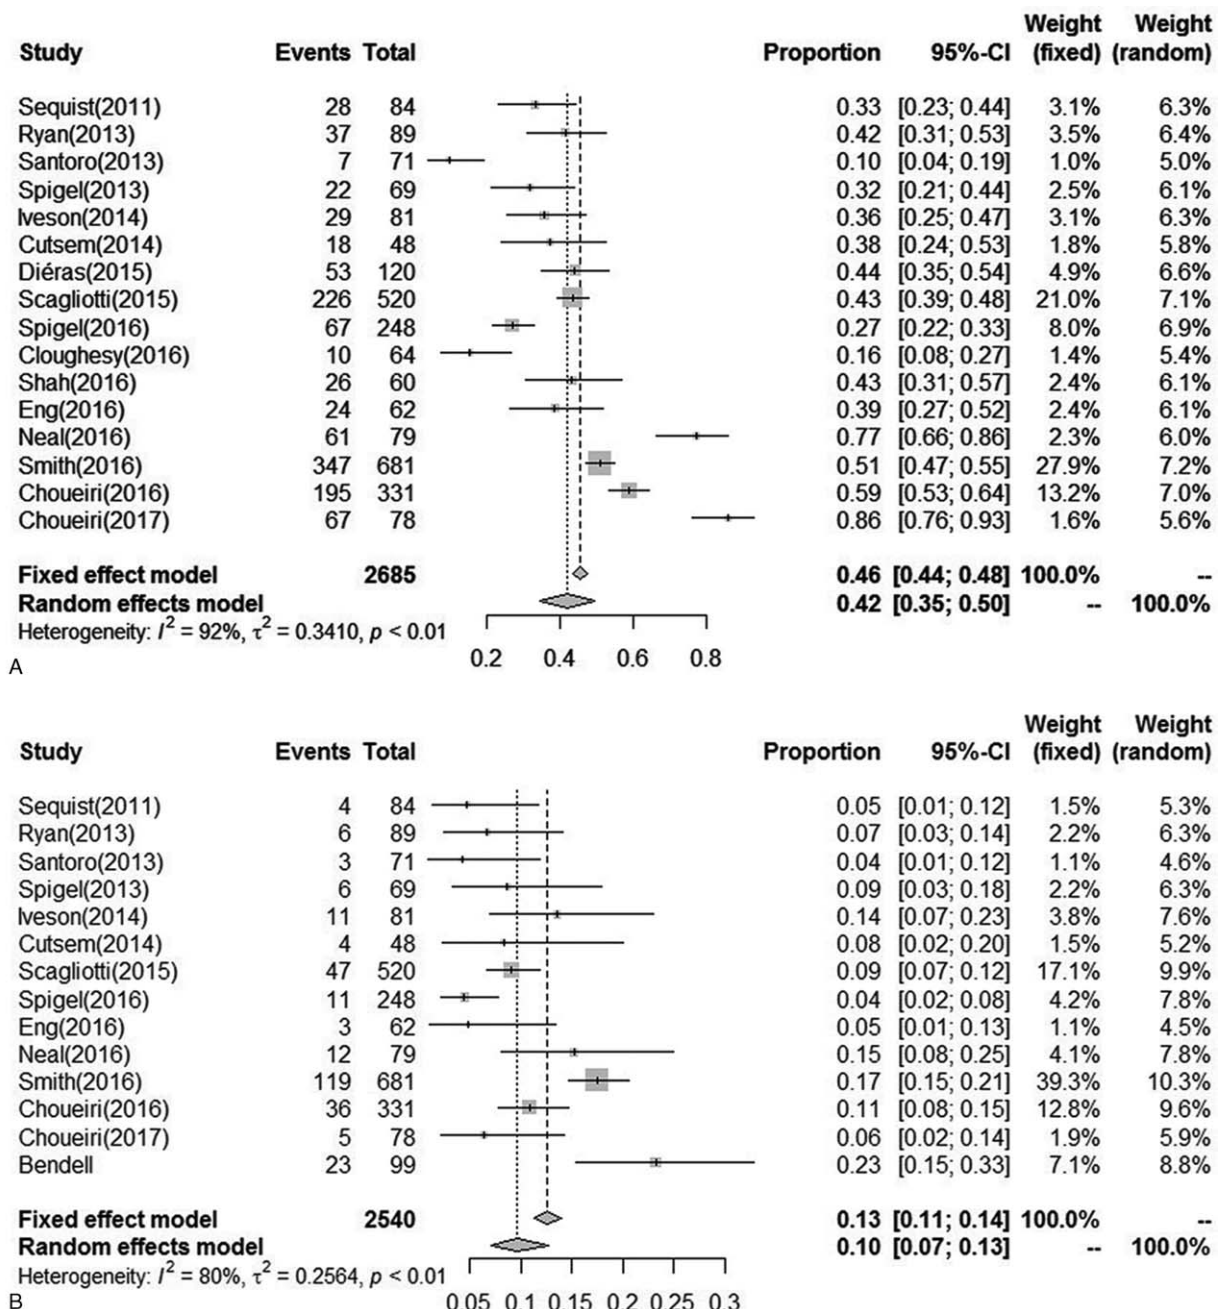 Weight Weight
Study Events Total Proportion 95%-CI (fixed) (random)
Sequist(2011) 28 84 0.33 [0.23; 0.44] 3.1% 6.3%
Ryan(2013) 37 89 0.42 [0.31; 0.53] 3.5% 6.4%
Santoro(2013) 7 71 0.10 [0.04; 0.19] 1.0% 5.0%
Spigel(2013) 22 69 0.32 [0.21; 0.44] 2.5% 6.1%
Iveson(2014) 29 81 0.36 [0.25; 0.47] 3.1% 6.3%
Cutsem(2014) 18 48 0.38 [0.24; 0.53] 1.8% 5.8%
Diéras(2015) 53 120 0.44 [0.35; 0.54] 4.9% 6.6%
Scagliotti(2015) 226 520 0.43 [0.39; 0.48] 21.0% 7.1%
Spigel(2016) 67 248 0.27 [0.22; 0.33] 8.0% 6.9%
Cloughesy(2016) 10 64 0.16 [0.08; 0.27] 1.4% 5.4%
Shah(2016) 26 60 0.43 [0.31; 0.57] 2.4% 6.1%
Eng(2016) 24 62 0.39 [0.27; 0.52] 2.4% 6.1%
Neal(2016) 61 79 0.77 [0.66; 0.86] 2.3% 6.0%
Smith(2016) 347 681 0.51 [0.47; 0.55] 27.9% 7.2%
Choueiri(2016) 195 331 0.59 [0.53; 0.64] 13.2% 7.0%
Choueiri(2017) 67 78 0.86 [0.76; 0.93] 1.6% 5.6%
Fixed effect model 2685 0.46 [0.44; 0.48] 100.0% --
Random effects model 0.42 [0.35; 0.50] -- 100.0%
Heterogeneity: I² = 92%, τ² = 0.3410, p < 0.01
0.2 0.4 0.6 0.8
A
Weight Weight
Study Events Total Proportion 95%-CI (fixed) (random)
Sequist(2011) 4 84 0.05 [0.01; 0.12] 1.5% 5.3%
Ryan(2013) 6 89 0.07 [0.03; 0.14] 2.2% 6.3%
Santoro(2013) 3 71 0.04 [0.01; 0.12] 1.1% 4.6%
Spigel(2013) 6 69 0.09 [0.03; 0.18] 2.2% 6.3%
Iveson(2014) 11 81 0.14 [0.07; 0.23] 3.8% 7.6%
Cutsem(2014) 4 48 0.08 [0.02; 0.20] 1.5% 5.2%
Scagliotti(2015) 47 520 0.09 [0.07; 0.12] 17.1% 9.9%
Spigel(2016) 11 248 0.04 [0.02; 0.08] 4.2% 7.8%
Eng(2016) 3 62 0.05 [0.01; 0.13] 1.1% 4.5%
Neal(2016) 12 79 0.15 [0.08; 0.25] 4.1% 7.8%
Smith(2016) 119 681 0.17 [0.15; 0.21] 39.3% 10.3%
Choueiri(2016) 36 331 0.11 [0.08; 0.15] 12.8% 9.6%
Choueiri(2017) 5 78 0.06 [0.02; 0.14] 1.9% 5.9%
Bendell 23 99 0.23 [0.15; 0.33] 7.1% 8.8%
Fixed effect model 2540 0.13 [0.11; 0.14] 100.0% --
Random effects model 0.10 [0.07; 0.13] -- 100.0%
Heterogeneity: I² = 80%, τ² = 0.2564, p < 0.01
B
0.05 0.1 0.15 0.2 0.25 0.3